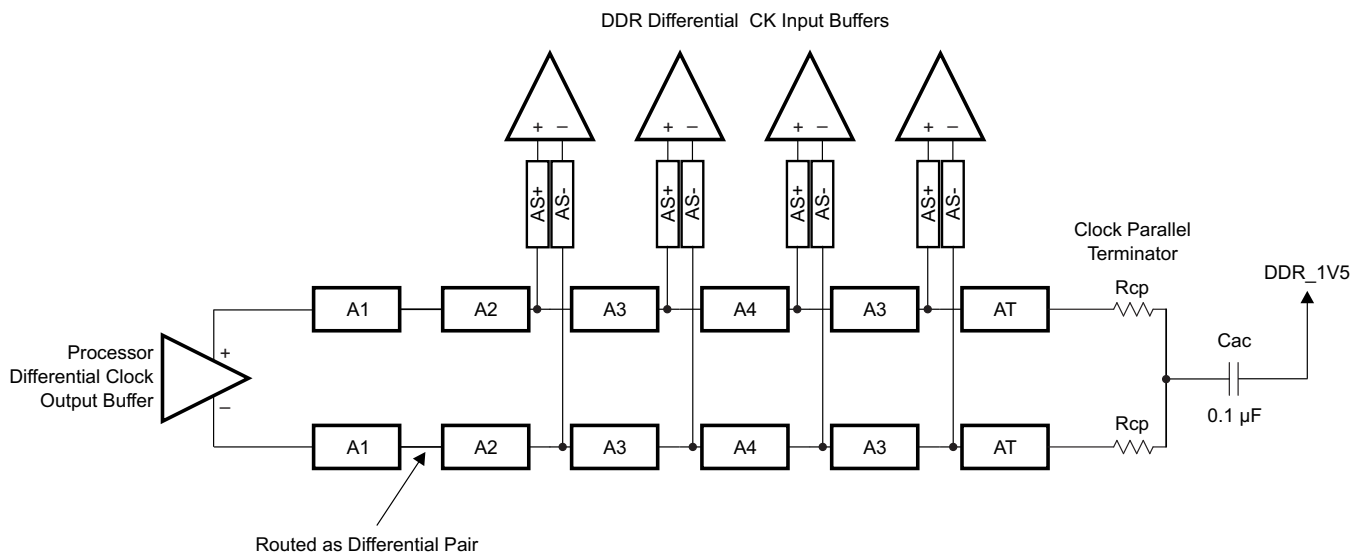 DDR Differential CK Input Buffers
+ − + − + − + −
AS+ AS- AS+ AS- AS+ AS- AS+ AS-
Clock Parallel
Terminator
DDR_1V5
A1 A2 A3 A4 A3 AT Rcp
Processor
Differential Clock
Output Buffer
+
−
Cac
0.1 µF
A1 A2 A3 A4 A3 AT Rcp
Routed as Differential Pair